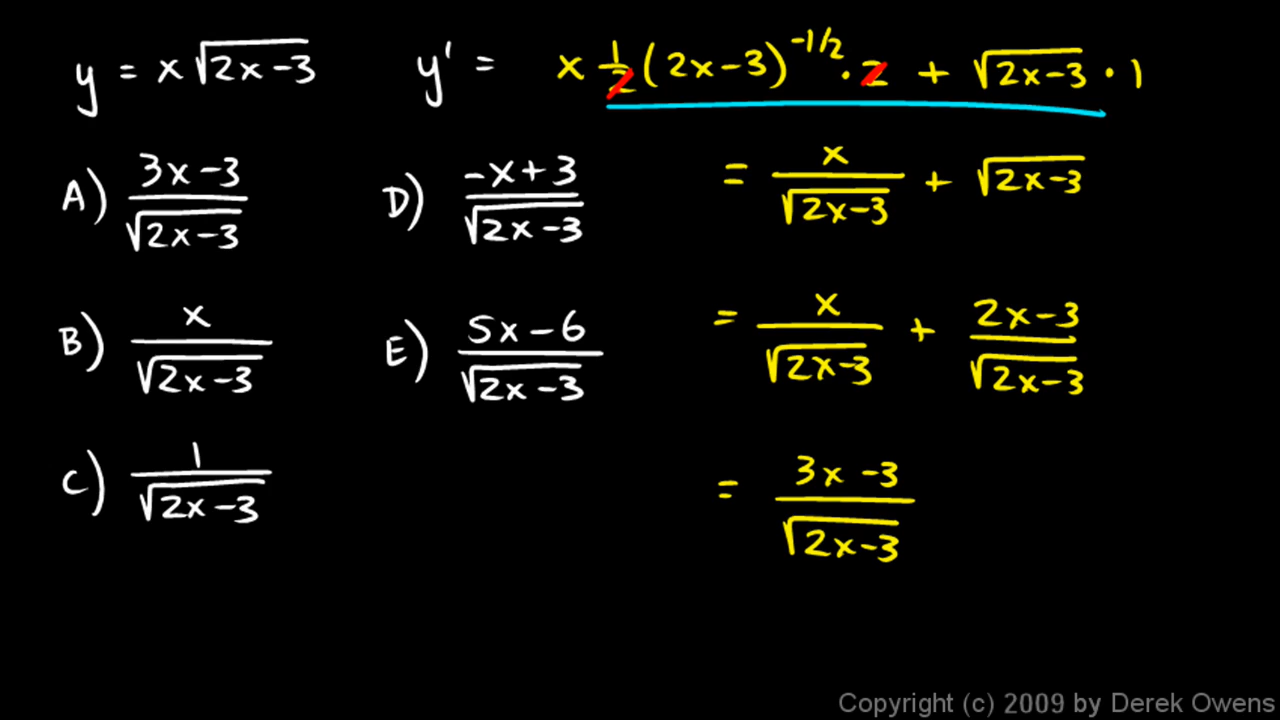 y = x √(2x−3)
y' = x 1/2 (2x−3)^(−1/2) · 2 + √(2x−3) · 1
A) (3x−3)/√(2x−3)
D) (−x+3)/√(2x−3)
= x/√(2x−3) + √(2x−3)
B) x/√(2x−3)
E) (5x−6)/√(2x−3)
= x/√(2x−3) + (2x−3)/√(2x−3)
C) 1/√(2x−3)
= (3x−3)/√(2x−3)
Copyright (c) 2009 by Derek Owens